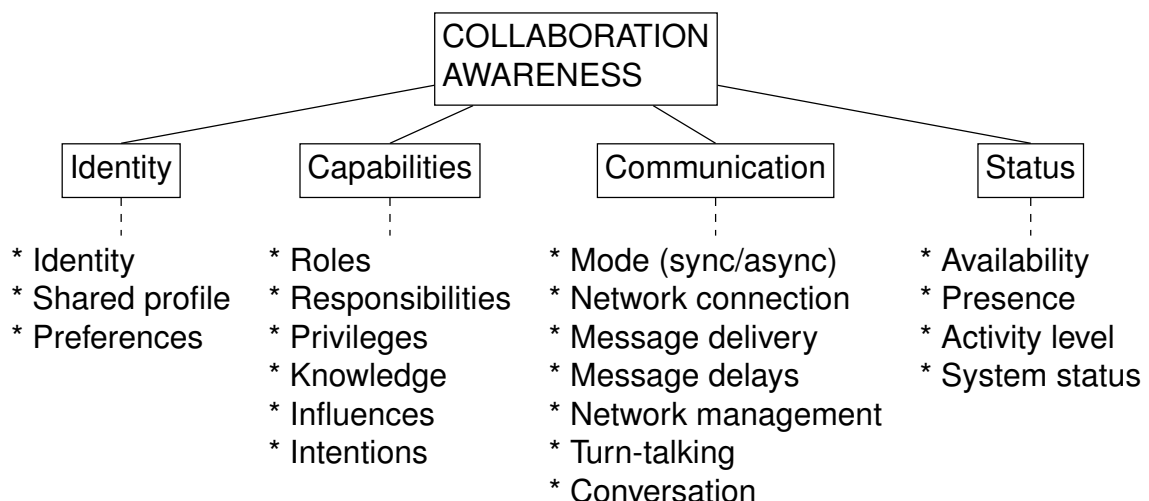 COLLABORATION
AWARENESS
Identity
Capabilities
Communication
Status
* Identity
* Shared profile
* Preferences
* Roles
* Responsibilities
* Privileges
* Knowledge
* Influences
* Intentions
* Mode (sync/async)
* Network connection
* Message delivery
* Message delays
* Network management
* Turn-talking
* Conversation
* Availability
* Presence
* Activity level
* System status